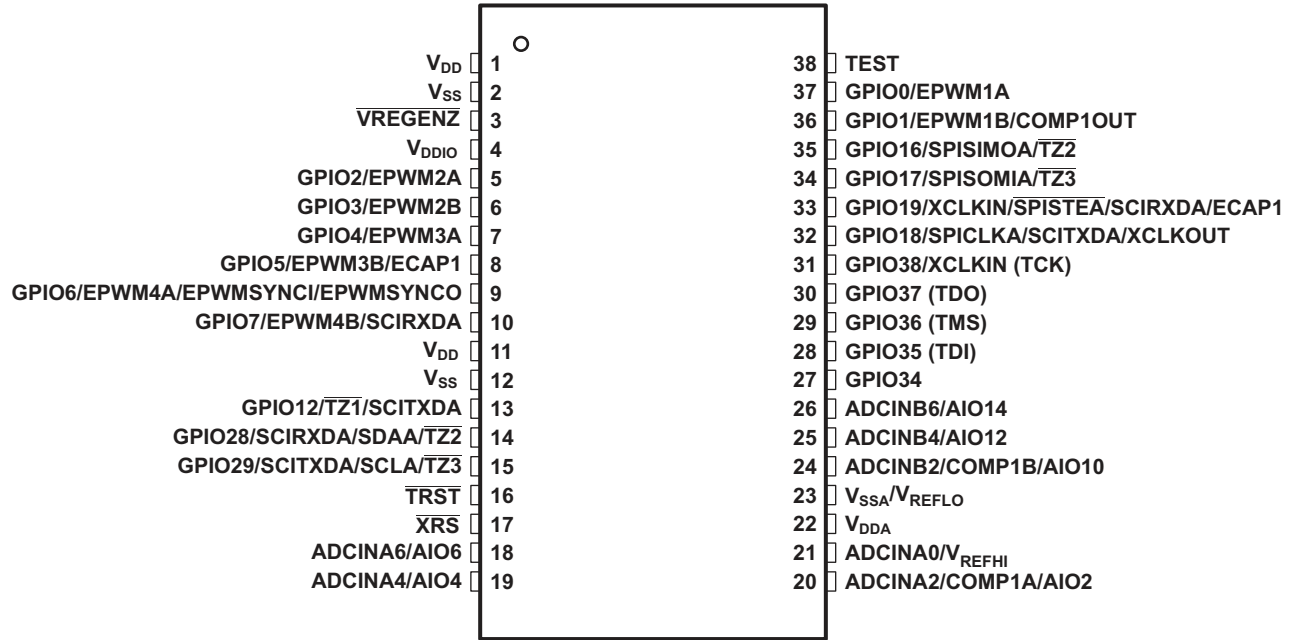 VDD 1
VSS 2
VREGENZ 3
VDDIO 4
GPIO2/EPWM2A 5
GPIO3/EPWM2B 6
GPIO4/EPWM3A 7
GPIO5/EPWM3B/ECAP1 8
GPIO6/EPWM4A/EPWMSYNCI/EPWMSYNCO 9
GPIO7/EPWM4B/SCIRXDA 10
VDD 11
VSS 12
GPIO12/TZ1/SCITXDA 13
GPIO28/SCIRXDA/SDAA/TZ2 14
GPIO29/SCITXDA/SCLA/TZ3 15
TRST 16
XRS 17
ADCINA6/AIO6 18
ADCINA4/AIO4 19
38 TEST
37 GPIO0/EPWM1A
36 GPIO1/EPWM1B/COMP1OUT
35 GPIO16/SPISIMOA/TZ2
34 GPIO17/SPISOMIA/TZ3
33 GPIO19/XCLKIN/SPISTEA/SCIRXDA/ECAP1
32 GPIO18/SPICLKA/SCITXDA/XCLKOUT
31 GPIO38/XCLKIN (TCK)
30 GPIO37 (TDO)
29 GPIO36 (TMS)
28 GPIO35 (TDI)
27 GPIO34
26 ADCINB6/AIO14
25 ADCINB4/AIO12
24 ADCINB2/COMP1B/AIO10
23 VSSA/VREFLO
22 VDDA
21 ADCINA0/VREFHI
20 ADCINA2/COMP1A/AIO2